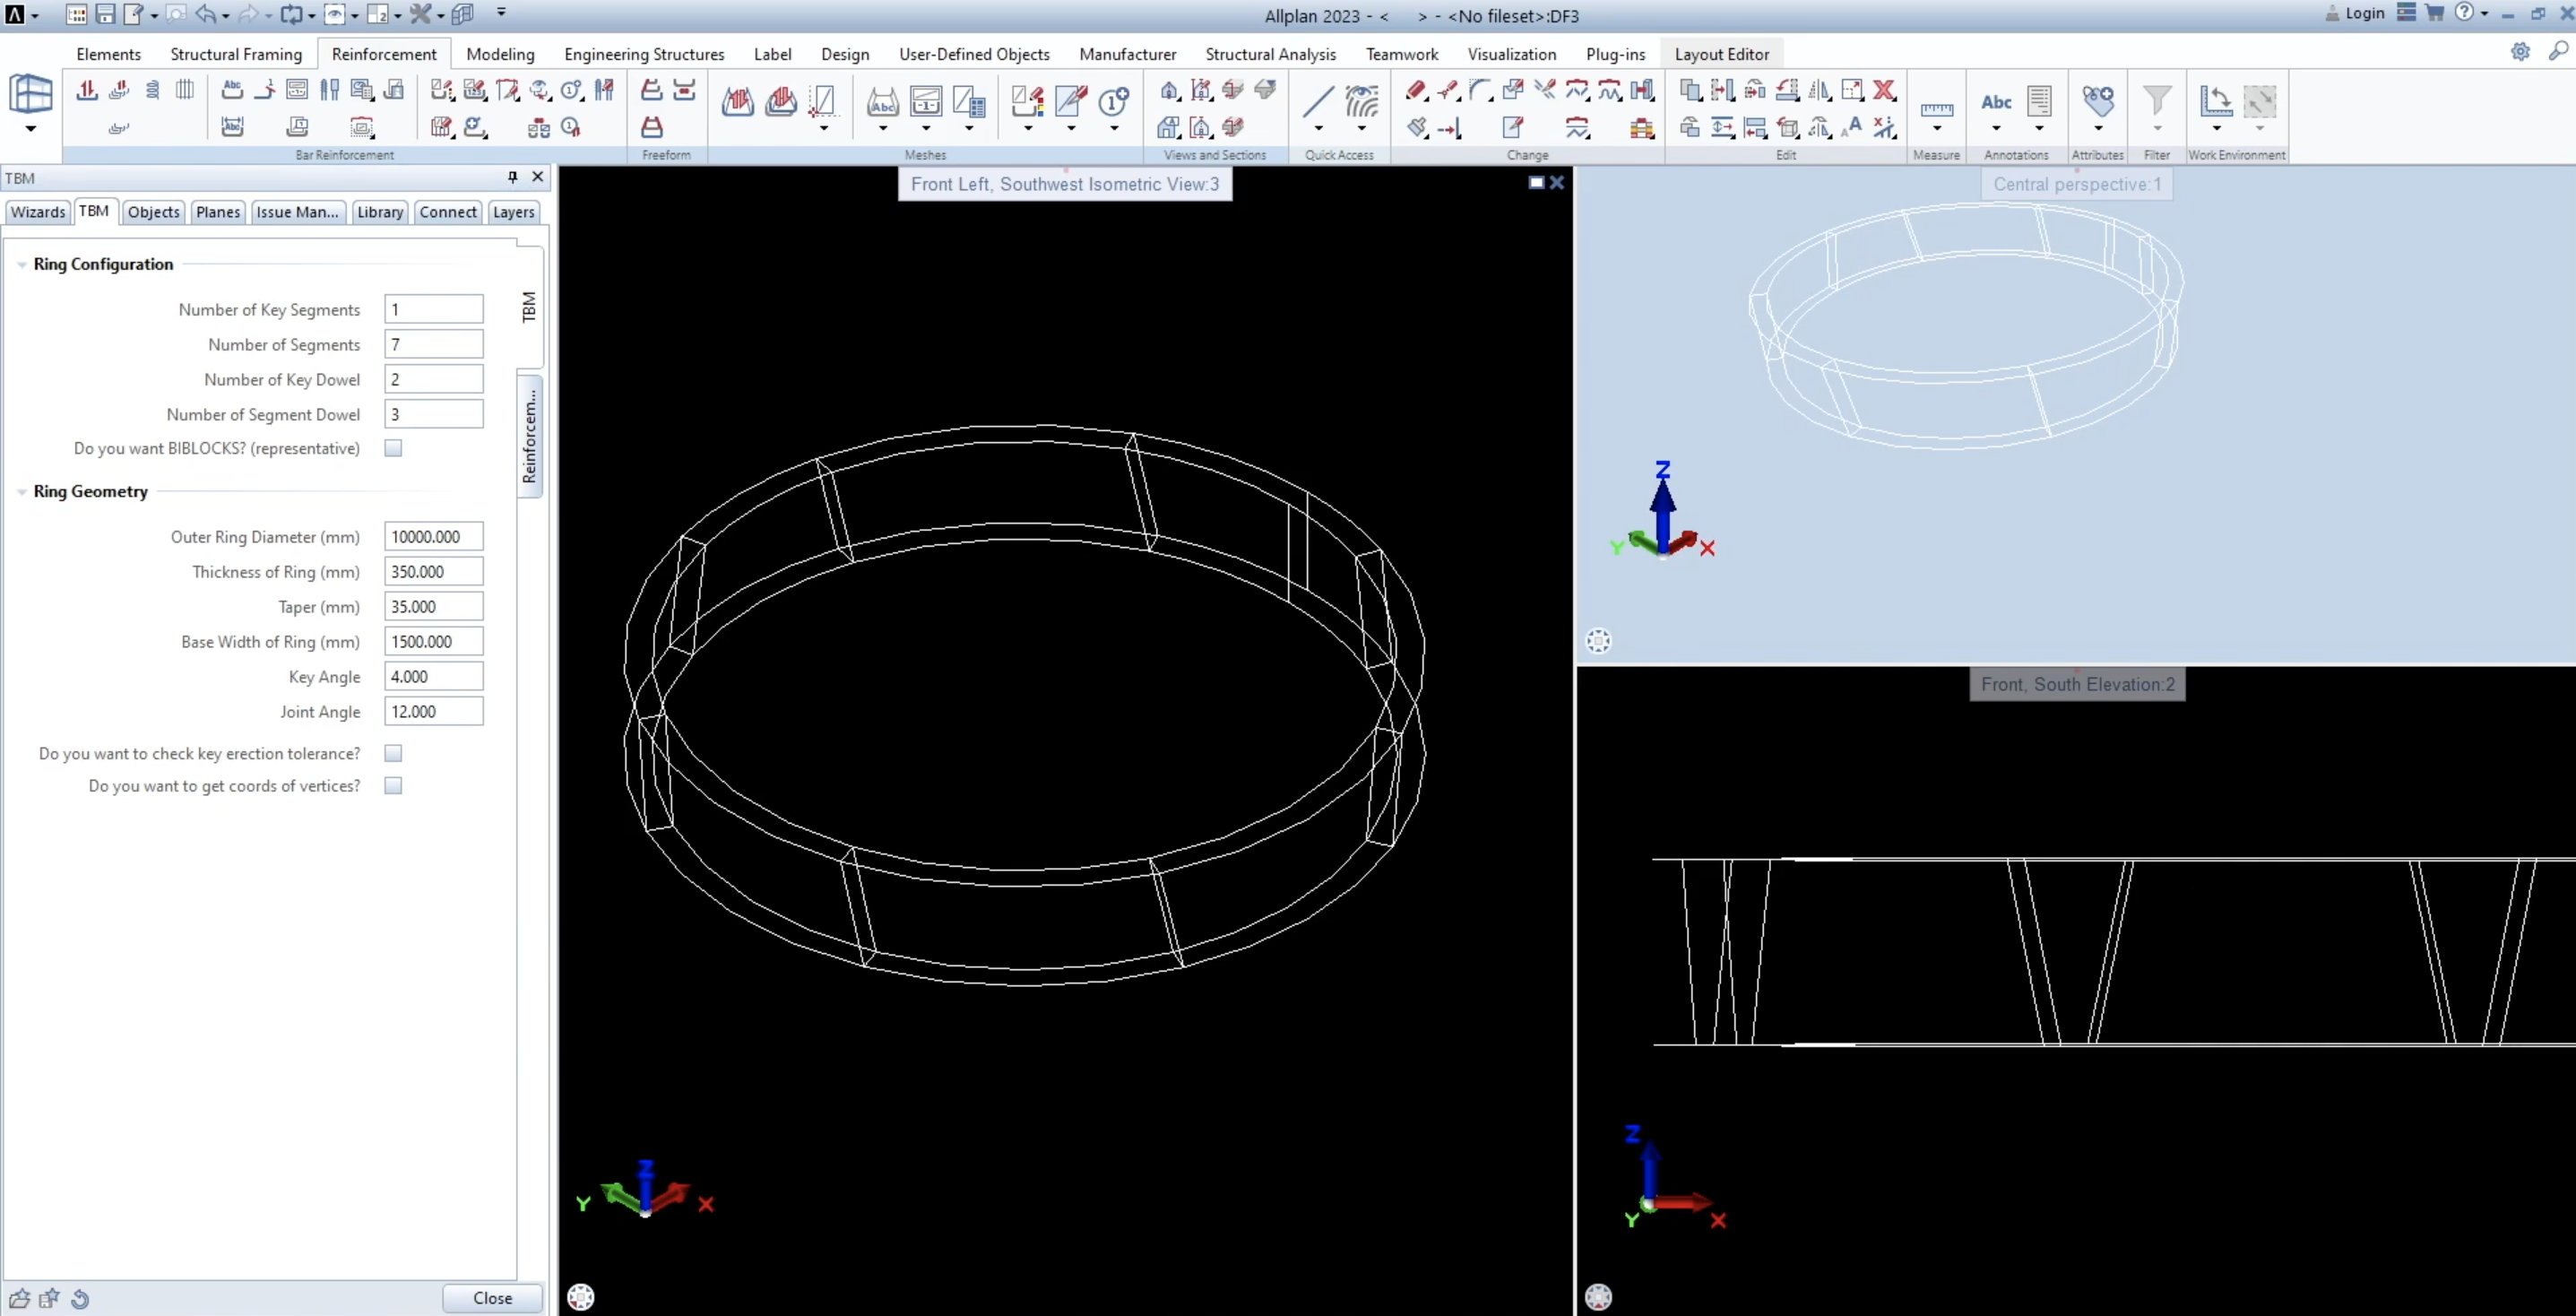 Allplan 2023 - < > - <No fileset>:DF3
Login
Elements Structural Framing Reinforcement Modeling Engineering Structures Label Design User-Defined Objects Manufacturer Structural Analysis Teamwork Visualization Plug-ins Layout Editor
Bar Reinforcement Freeform Meshes Views and Sections Quick Access Change Edit Measure Annotations Attributes Filter Work Environment
TBM
Wizards TBM Objects Planes Issue Man... Library Connect Layers
TBM
Reinforcem...
Ring Configuration
Number of Key Segments 1
Number of Segments 7
Number of Key Dowel 2
Number of Segment Dowel 3
Do you want BIBLOCKS? (representative)
Ring Geometry
Outer Ring Diameter (mm) 10000.000
Thickness of Ring (mm) 350.000
Taper (mm) 35.000
Base Width of Ring (mm) 1500.000
Key Angle 4.000
Joint Angle 12.000
Do you want to check key erection tolerance?
Do you want to get coords of vertices?
Close
Front Left, Southwest Isometric View:3
Z
Y
X
Central perspective:1
Z
Y
X
Front, South Elevation:2
Z
Y
X